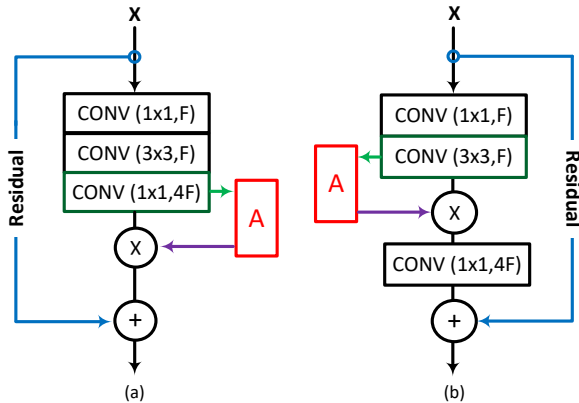 X
CONV (1x1,F)
CONV (3x3,F)
CONV (1x1,4F)
A
X
+
Residual
(a)
X
CONV (1x1,F)
CONV (3x3,F)
A
X
CONV (1x1,4F)
+
Residual
(b)